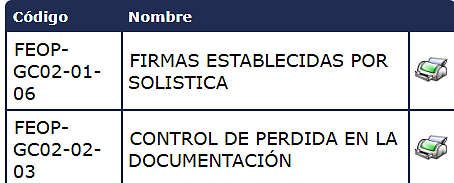 Código Nombre
FEOP-
GC02-01-
06
FIRMAS ESTABLECIDAS POR
SOLISTICA
FEOP-
GC02-02-
03
CONTROL DE PERDIDA EN LA
DOCUMENTACIÓN